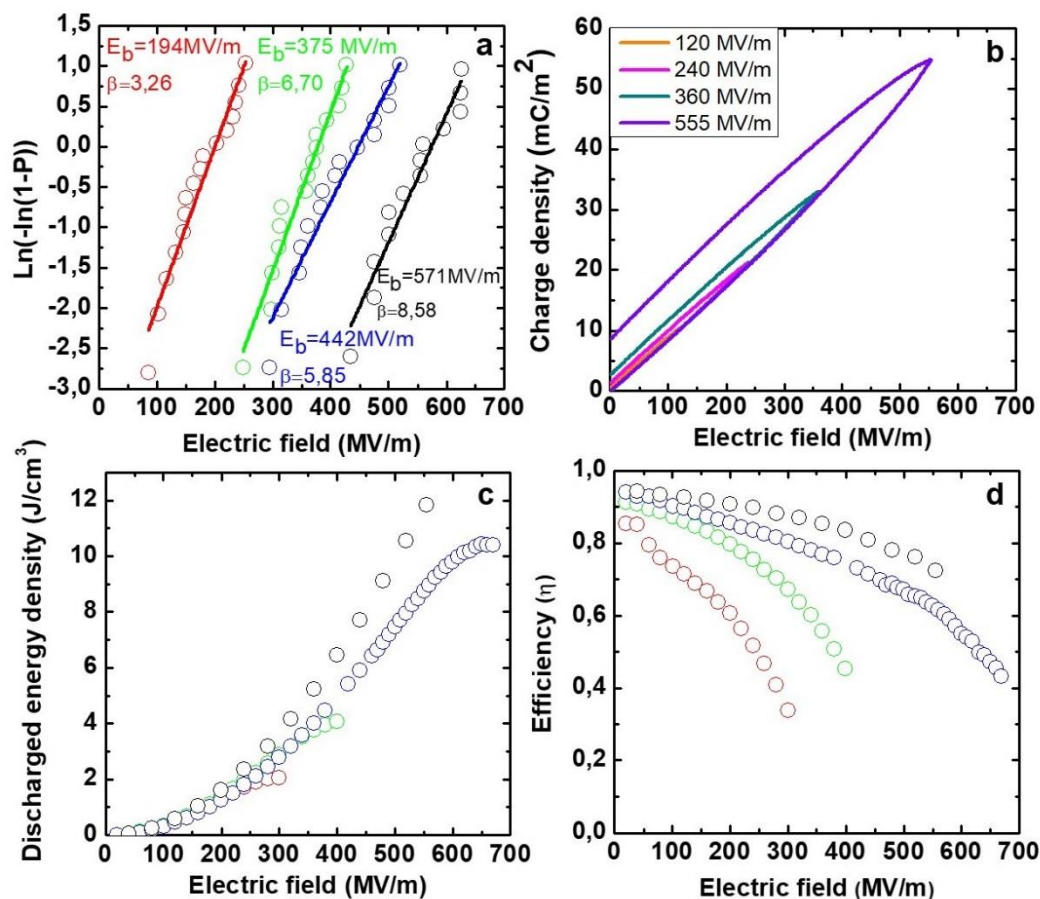 a
Ln(-ln(1-P))
1,5
1,0
0,5
0,0
-0,5
-1,0
-1,5
-2,0
-2,5
-3,0
E_b=194MV/m
β=3,26
E_b=375 MV/m
β=6,70
E_b=571MV/m
β=8,58
E_b=442MV/m
β=5,85
0 100 200 300 400 500 600 700
Electric field (MV/m)
b
Charge density (mC/m²)
60
50
40
30
20
10
0
120 MV/m
240 MV/m
360 MV/m
555 MV/m
0 100 200 300 400 500 600 700
Electric field (MV/m)
c
Discharged energy density (J/cm³)
12
10
8
6
4
2
0
0 100 200 300 400 500 600 700
Electric field (MV/m)
d
Efficiency (η)
1,0
0,8
0,6
0,4
0,2
0,0
0 100 200 300 400 500 600 700
Electric field (MV/m)